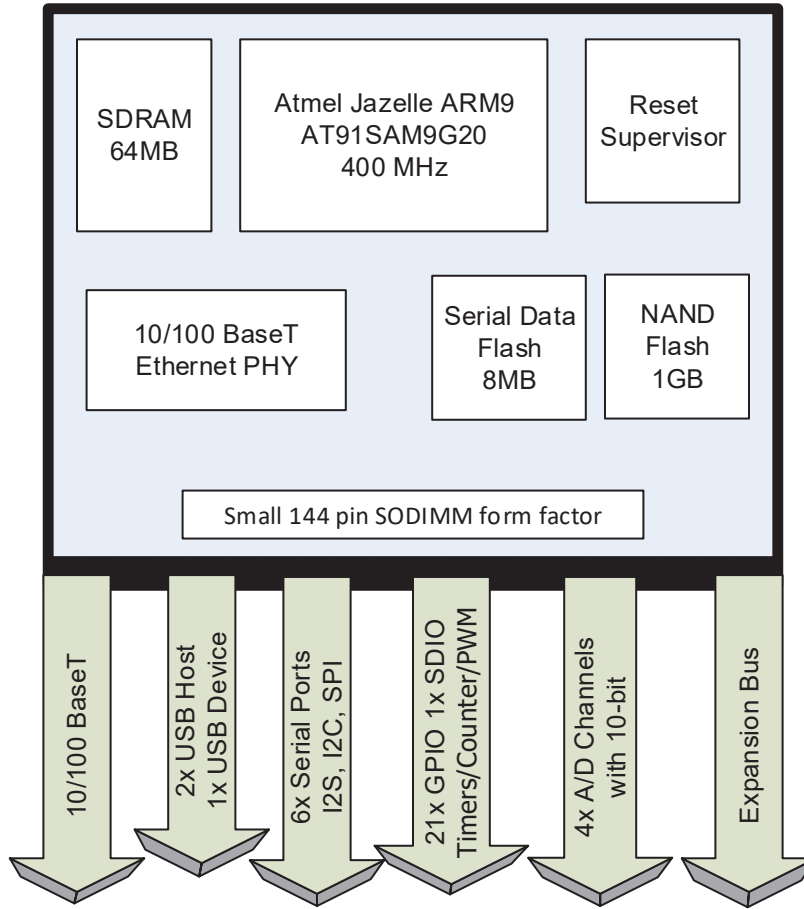 SDRAM
64MB
Atmel Jazelle ARM9
AT91SAM9G20
400 MHz
Reset
Supervisor
10/100 BaseT
Ethernet PHY
Serial Data
Flash
8MB
NAND
Flash
1GB
Small 144 pin SODIMM form factor
10/100 BaseT
2x USB Host
1x USB Device
6x Serial Ports
I2S, I2C, SPI
21x GPIO 1x SDIO
Timers/Counter/PWM
4x A/D Channels
with 10-bit
Expansion Bus